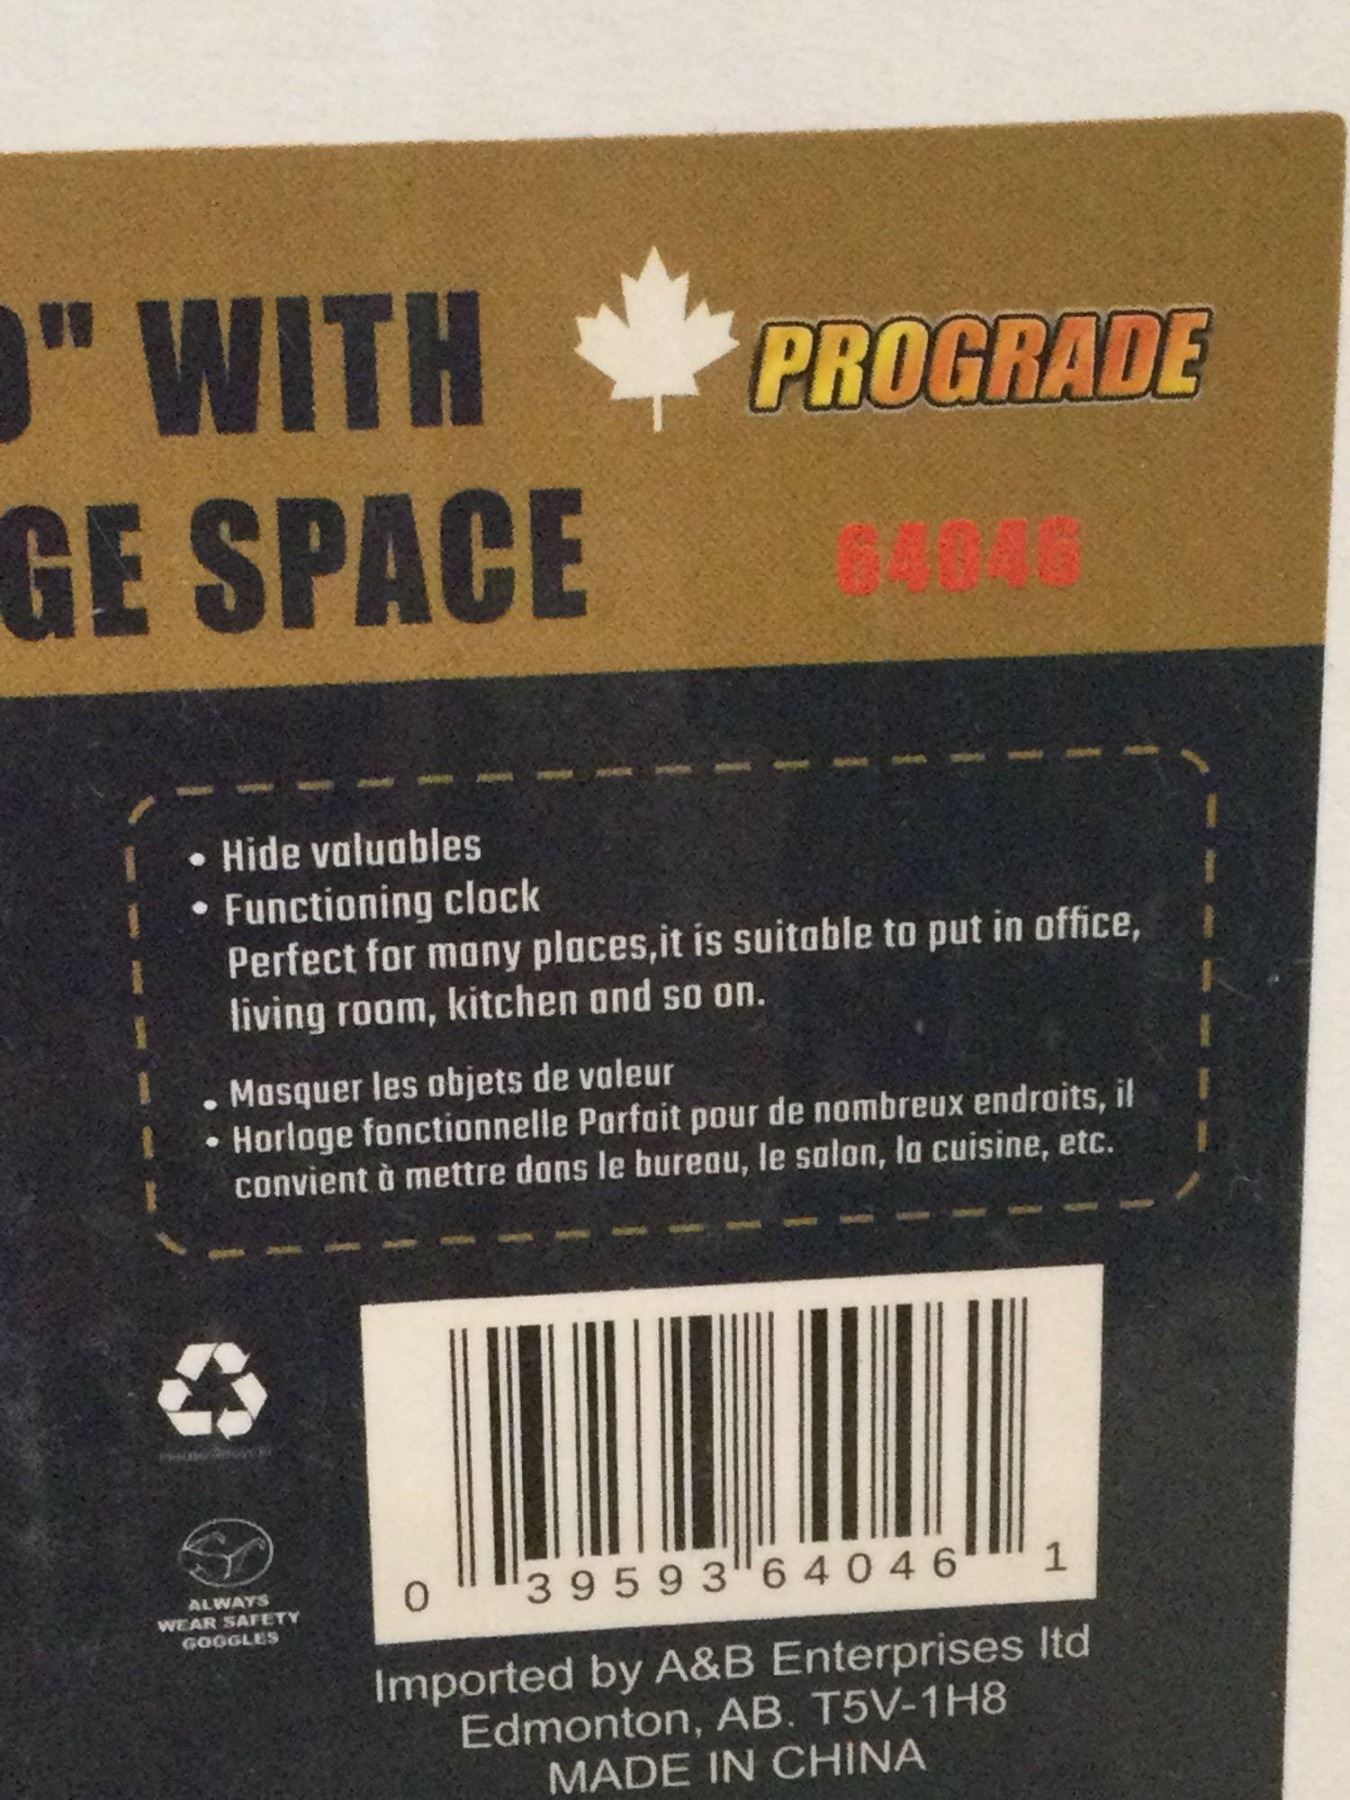 " WITH
PROGRADE
GE SPACE
64046
• Hide valuables
• Functioning clock
Perfect for many places,it is suitable to put in office,
living room, kitchen and so on.
• Masquer les objets de valeur
• Horloge fonctionnelle Parfait pour de nombreux endroits, il
convient à mettre dans le bureau, le salon, la cuisine, etc.
0 39593 64046 1
ALWAYS
WEAR SAFETY
GOGGLES
Imported by A&B Enterprises ltd
Edmonton, AB. T5V-1H8
MADE IN CHINA